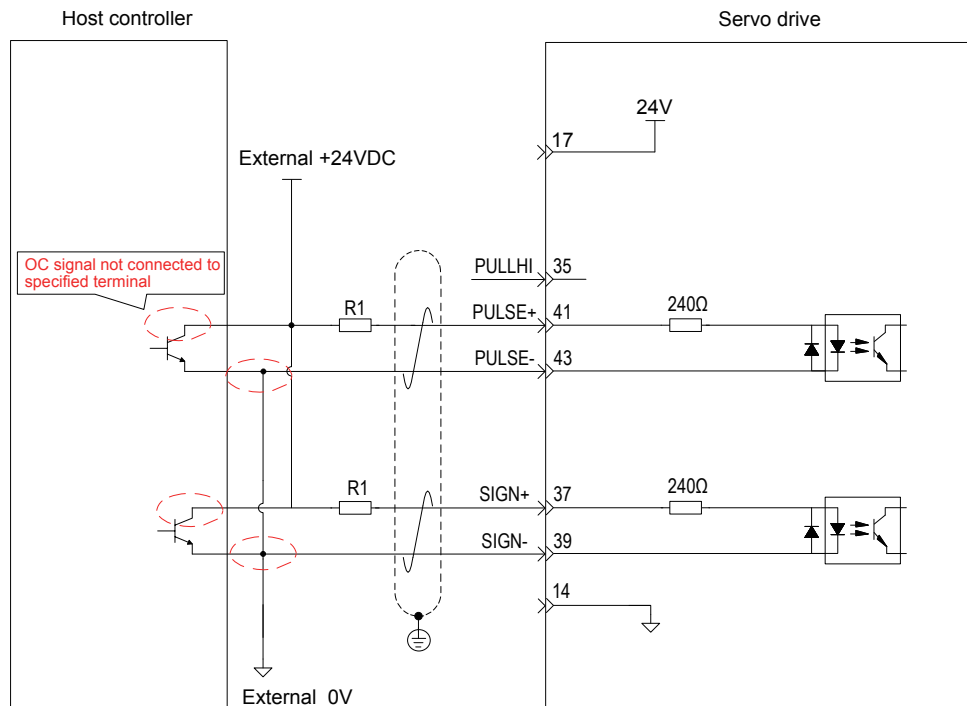 Host controller
Servo drive
24V
17
External +24VDC
OC signal not connected to
specified terminal
PULLHI 35
R1
PULSE+ 41
240Ω
PULSE- 43
R1
SIGN+ 37
240Ω
SIGN- 39
14
External 0V